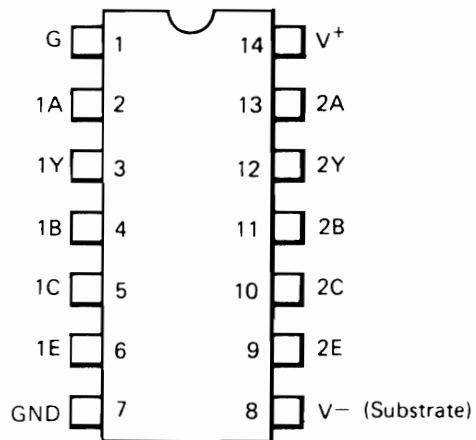 G 1 14 V+
1A 2 13 2A
1Y 3 12 2Y
1B 4 11 2B
1C 5 10 2C
1E 6 9 2E
GND 7 8 V− (Substrate)